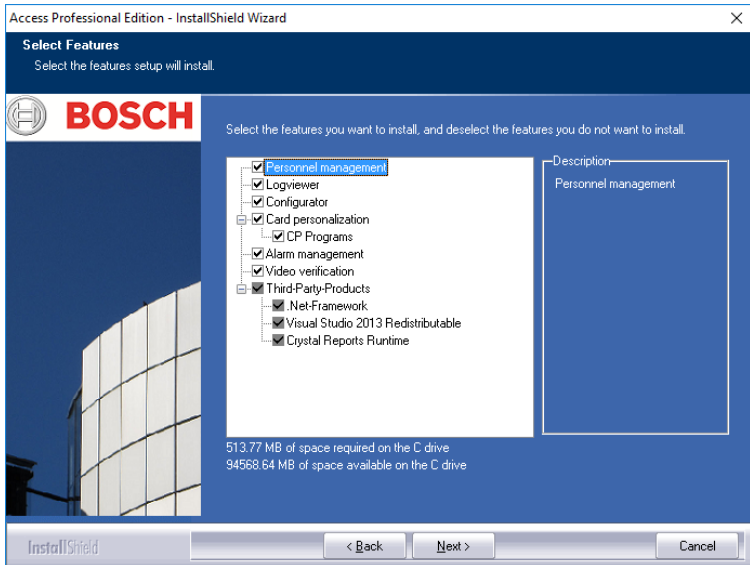 Access Professional Edition - InstallShield Wizard
Select Features
Select the features setup will install.
BOSCH
Select the features you want to install, and deselect the features you do not want to install.
Personnel management
Logviewer
Configurator
Card personalization
CP Programs
Alarm management
Video verification
Third-Party-Products
.Net-Framework
Visual Studio 2013 Redistributable
Crystal Reports Runtime
Description
Personnel management
513.77 MB of space required on the C drive
94568.64 MB of space available on the C drive
InstallShield
< Back
Next >
Cancel